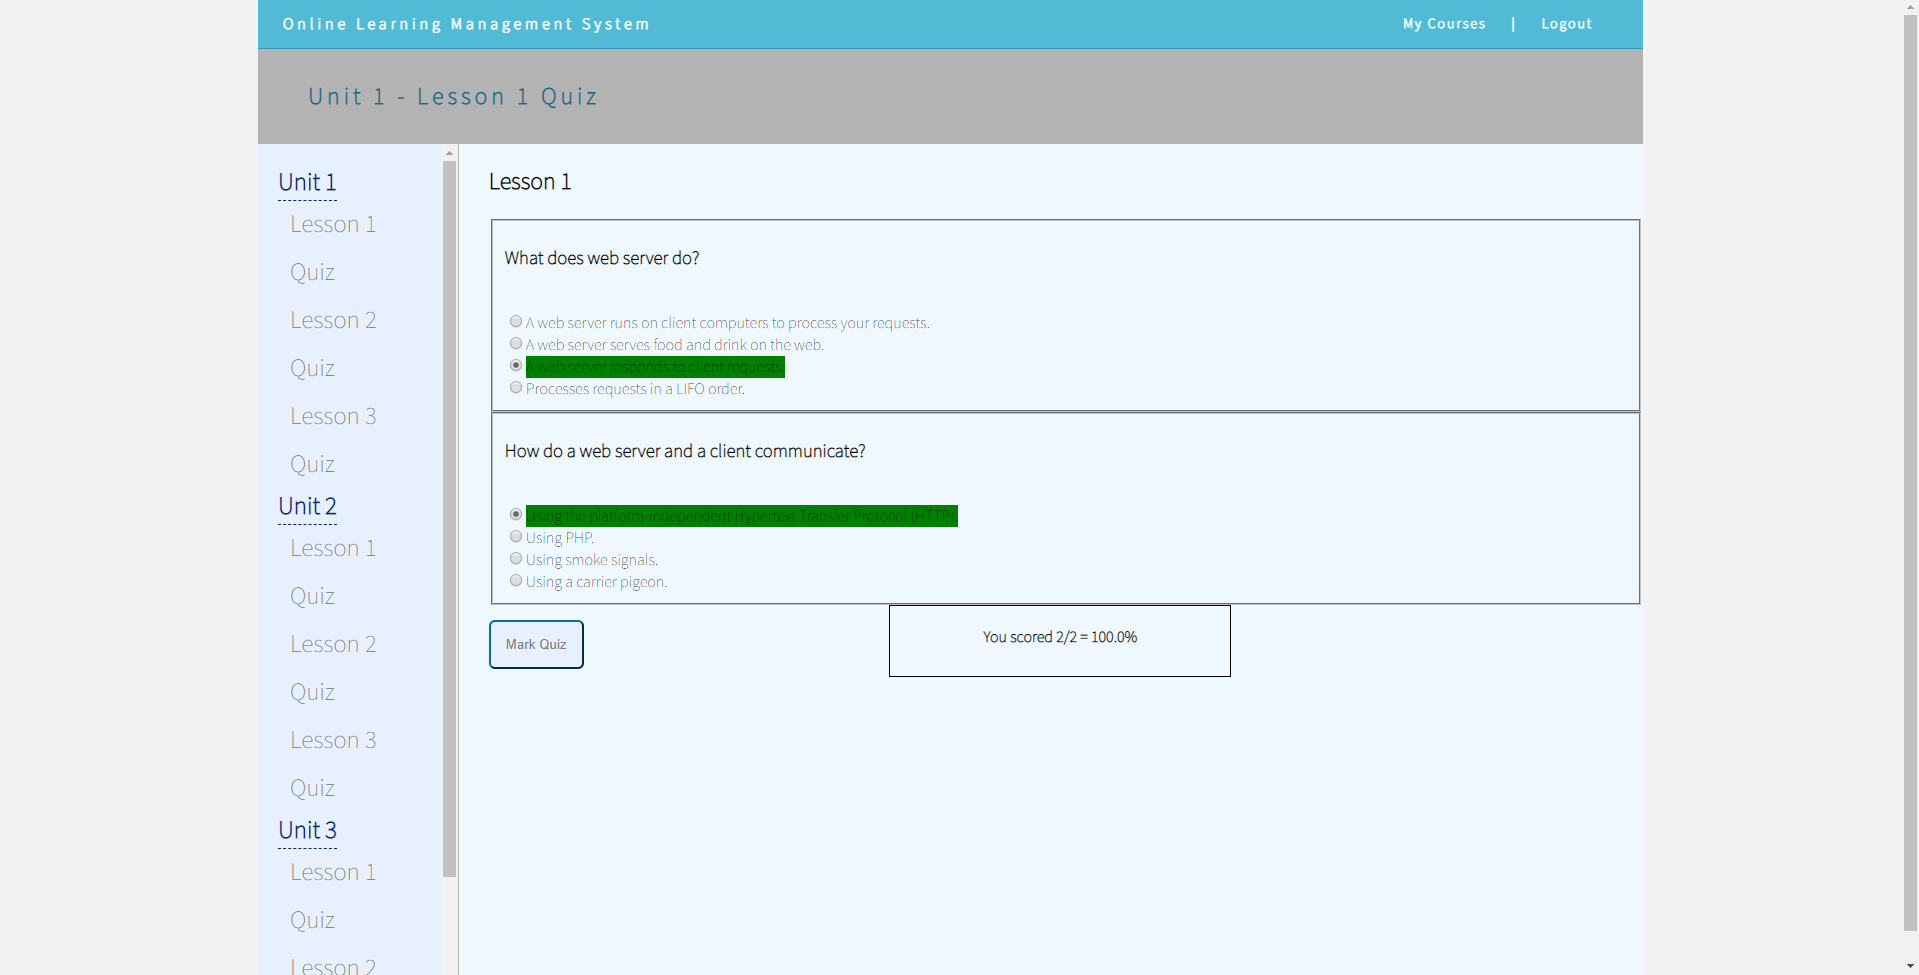 Online Learning Management System
My Courses | Logout
Unit 1 - Lesson 1 Quiz
Unit 1
Lesson 1
Quiz
Lesson 2
Quiz
Lesson 3
Quiz
Unit 2
Lesson 1
Quiz
Lesson 2
Quiz
Lesson 3
Quiz
Unit 3
Lesson 1
Quiz
Lesson 2
Lesson 1
What does web server do?
A web server runs on client computers to process your requests.
A web server serves food and drink on the web.
A web server responds to client requests.
Processes requests in a LIFO order.
How do a web server and a client communicate?
Using the platform-independent Hypertext Transfer Protocol (HTTP).
Using PHP.
Using smoke signals.
Using a carrier pigeon.
Mark Quiz
You scored 2/2 = 100.0%